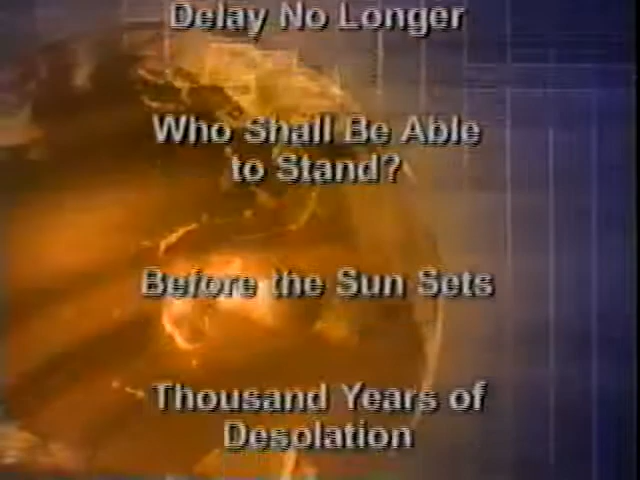 Delay No Longer
Who Shall Be Able
to Stand?
Before the Sun Sets
Thousand Years of
Desolation